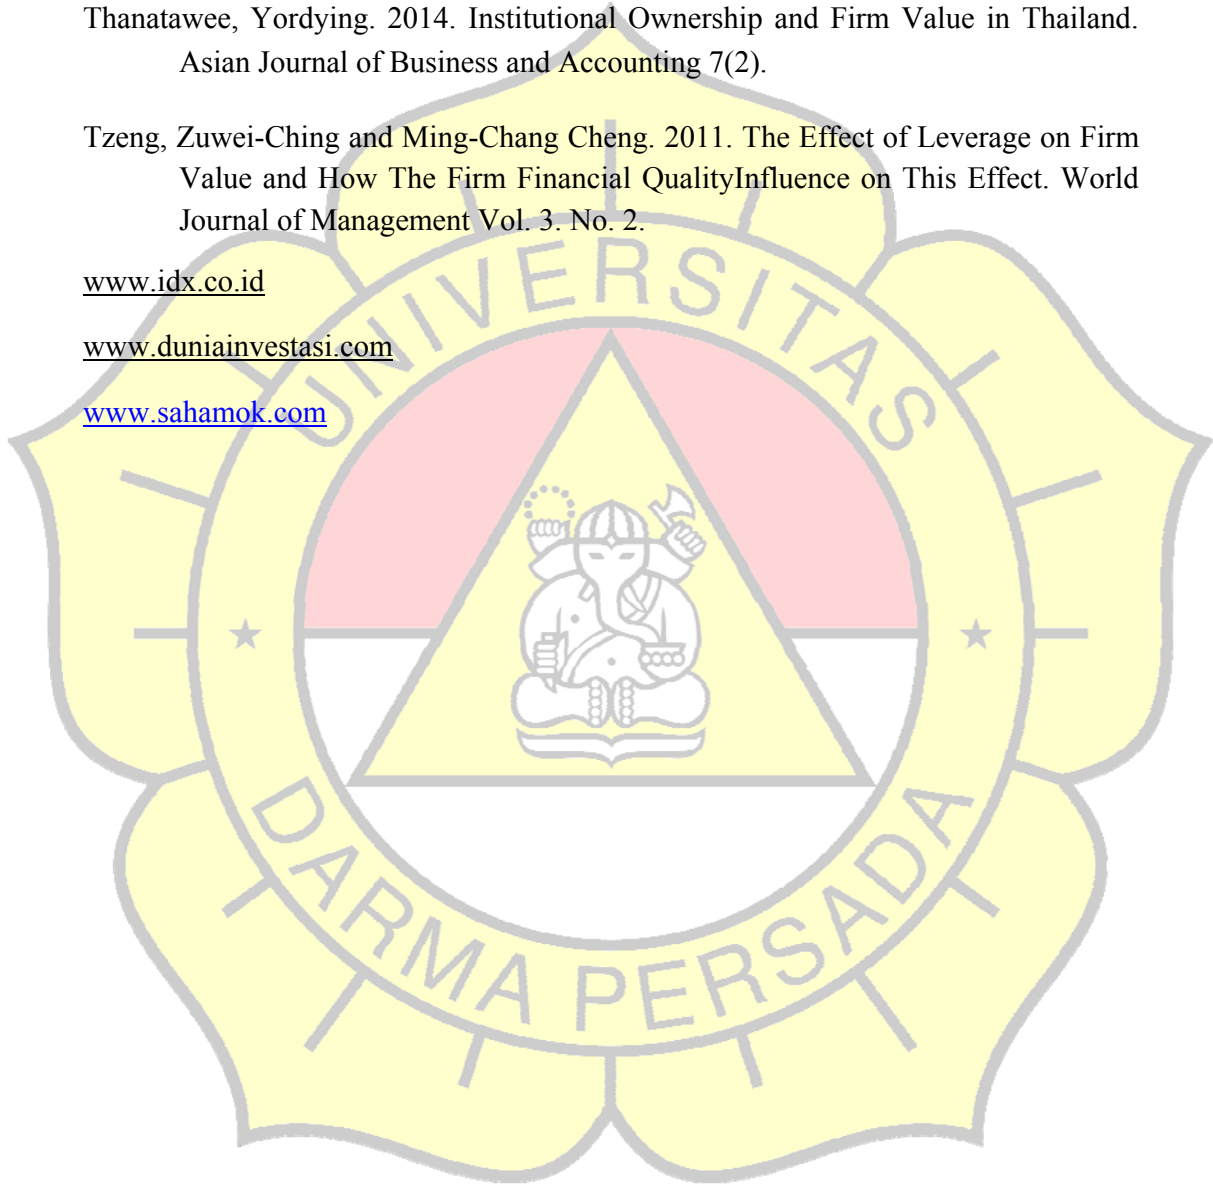 Thanatawee, Yordying. 2014. Institutional Ownership and Firm Value in Thailand.
Asian Journal of Business and Accounting 7(2).
Tzeng, Zuwei-Ching and Ming-Chang Cheng. 2011. The Effect of Leverage on Firm
Value and How The Firm Financial QualityInfluence on This Effect. World
Journal of Management Vol. 3. No. 2.
www.idx.co.id
www.duniainvestasi.com
www.sahamok.com
UNIVERSITAS
DARMA PERSADA